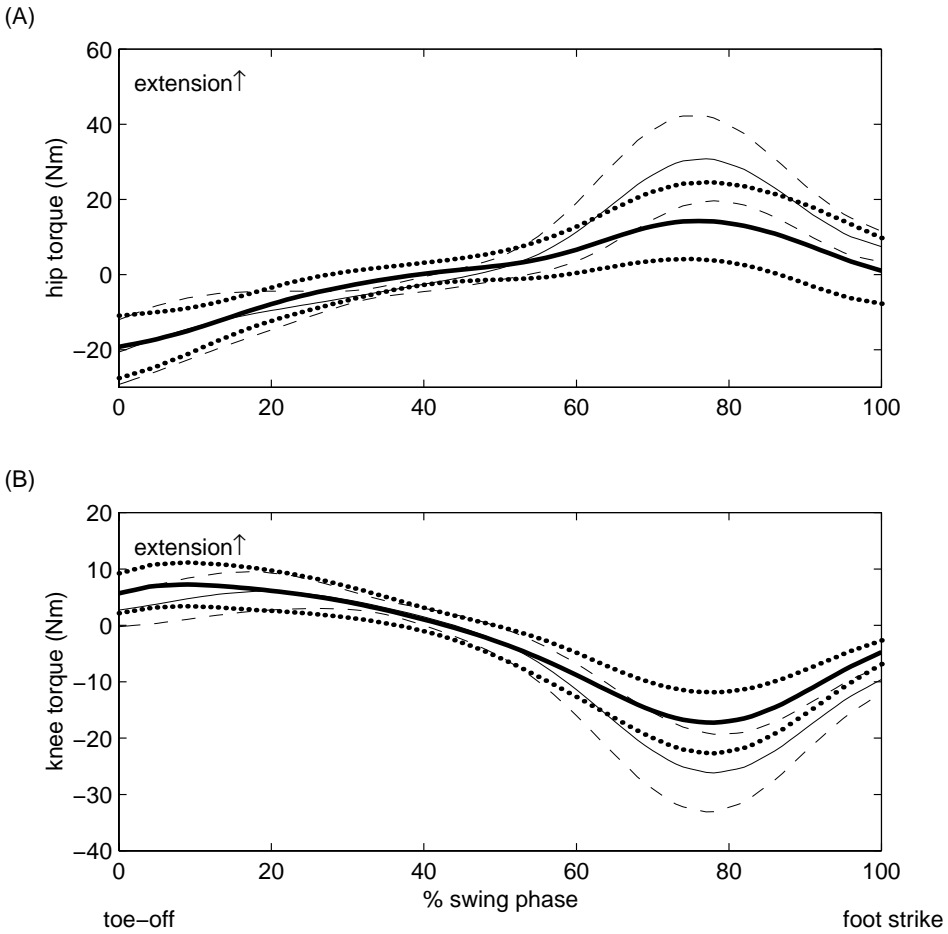 (A)
60
40
20
0
−20
hip torque (Nm)
extension↑
0 20 40 60 80 100
(B)
20
10
0
−10
−20
−30
−40
knee torque (Nm)
extension↑
0 20 40 60 80 100
% swing phase
toe−off foot strike